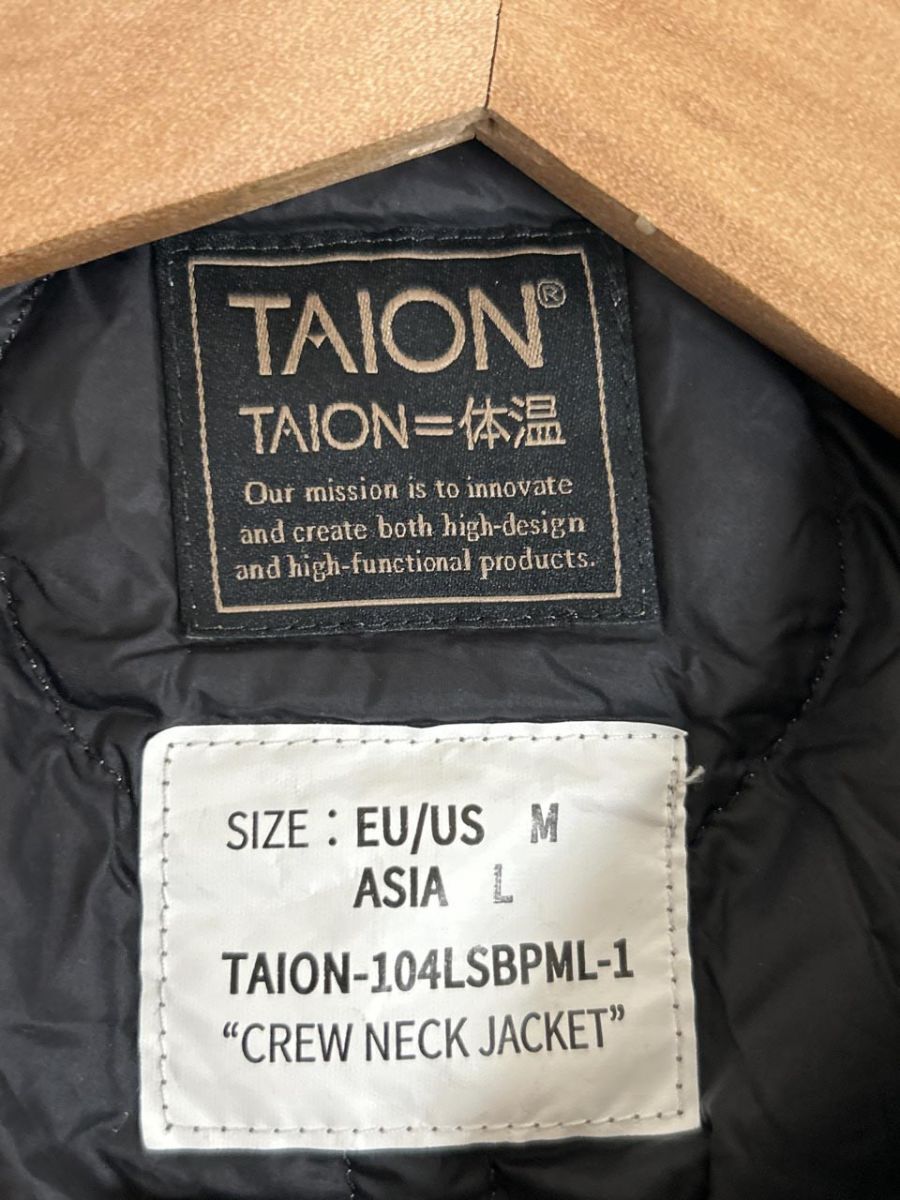 TAION®
TAION=体温
Our mission is to innovate
and create both high-design
and high-functional products.
SIZE : EU/US M
ASIA L
TAION-104LSBPML-1
“CREW NECK JACKET”